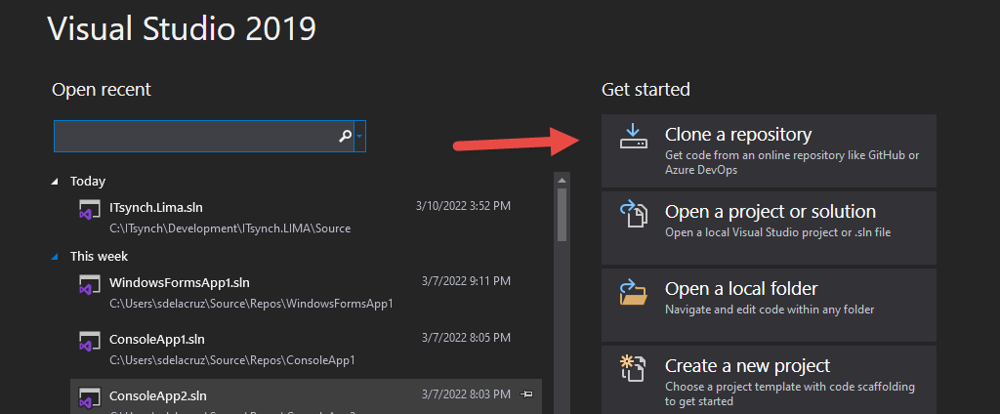 Visual Studio 2019
Open recent
Today
ITsynch.Lima.sln
3/10/2022 3:52 PM
C:\ITsynch\Development\ITsynch.LIMA\Source
This week
WindowsFormsApp1.sln
3/7/2022 9:11 PM
C:\Users\sdelacruz\Source\Repos\WindowsFormsApp1
ConsoleApp1.sln
3/7/2022 8:05 PM
C:\Users\sdelacruz\Source\Repos\ConsoleApp1
ConsoleApp2.sln
3/7/2022 8:03 PM
Get started
Clone a repository
Get code from an online repository like GitHub or
Azure DevOps
Open a project or solution
Open a local Visual Studio project or .sln file
Open a local folder
Navigate and edit code within any folder
Create a new project
Choose a project template with code scaffolding
to get started